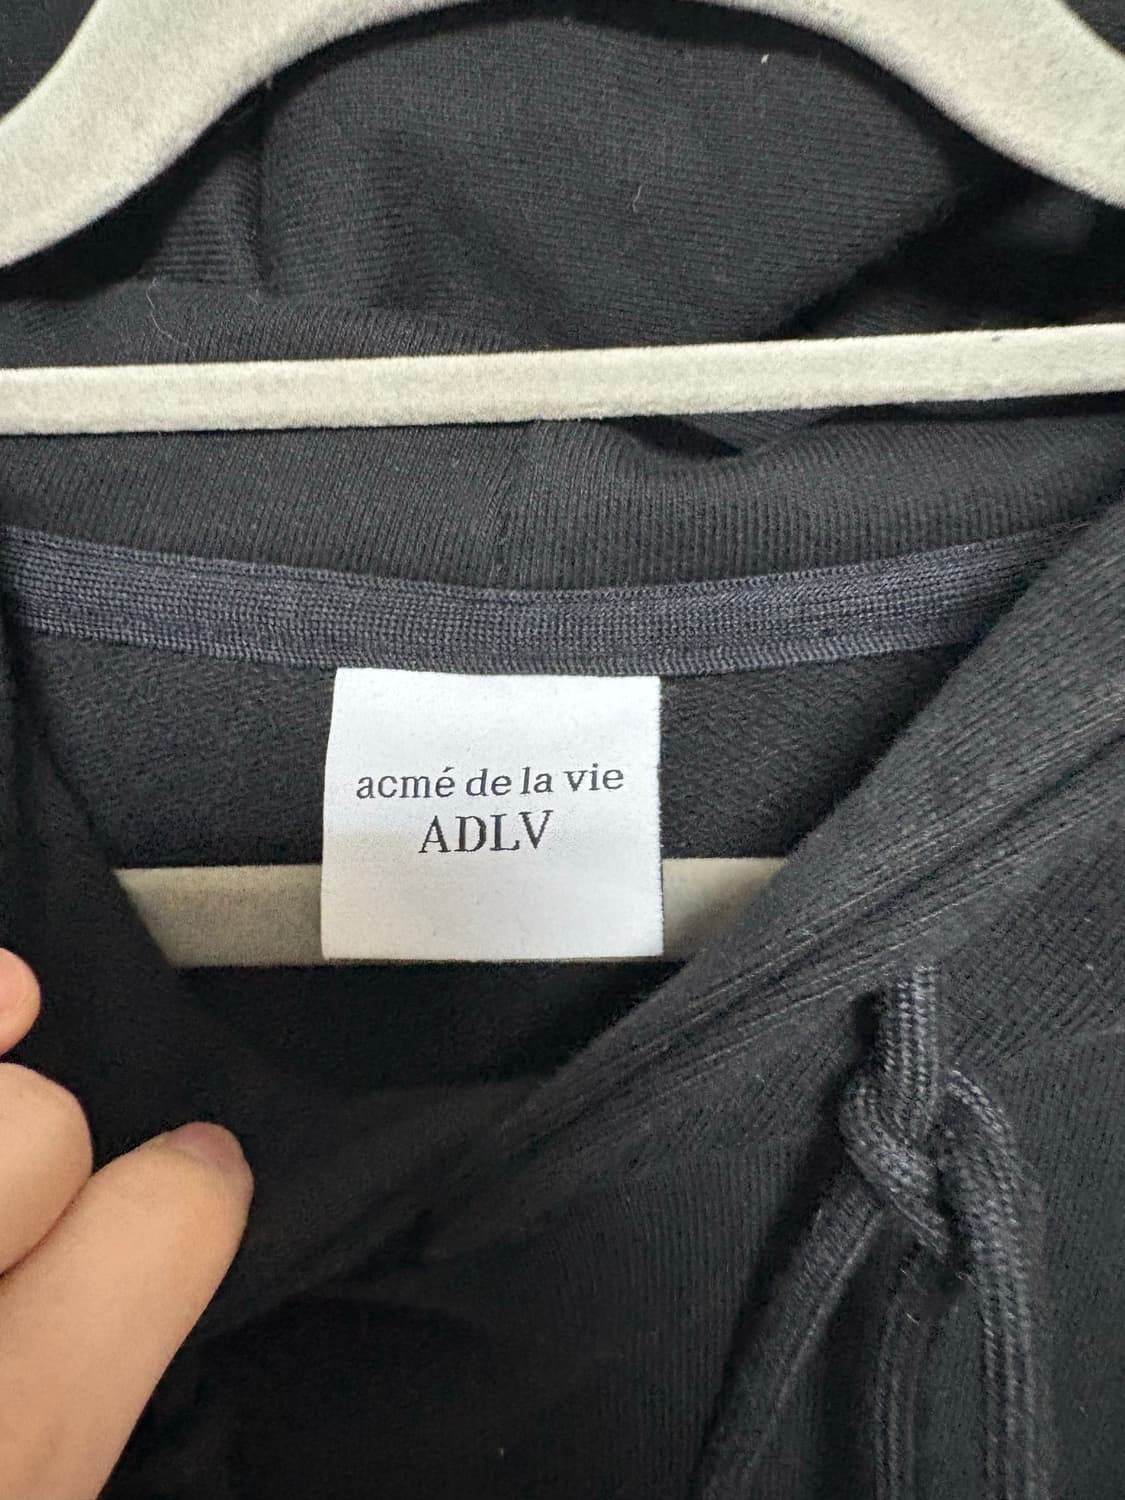 acmé de la vie
ADLV